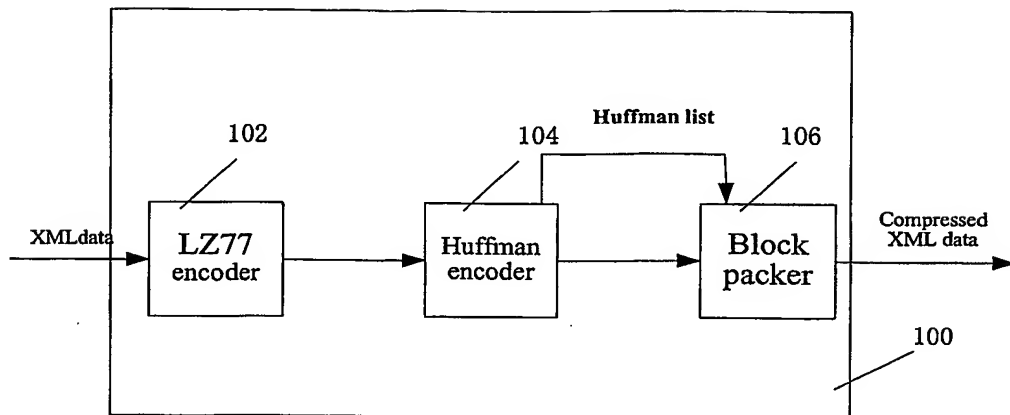 Huffman list
102
104
106
XMLdata
LZ77
encoder
Huffman
encoder
Block
packer
Compressed
XML data
100